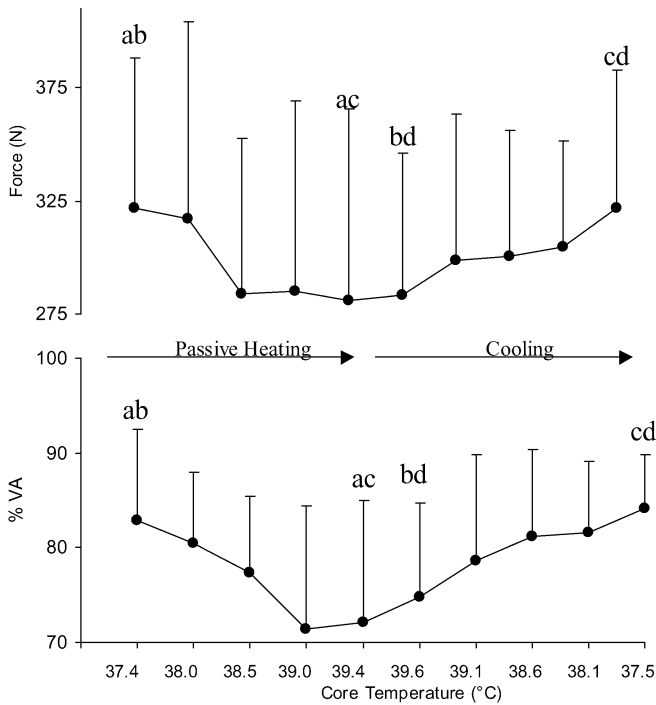 ab
ac
bd
cd
375
325
275
Force (N)
Passive Heating
Cooling
100
90
80
70
% VA
ab
ac
bd
cd
37.4 38.0 38.5 39.0 39.4 39.6 39.1 38.6 38.1 37.5
Core Temperature (°C)